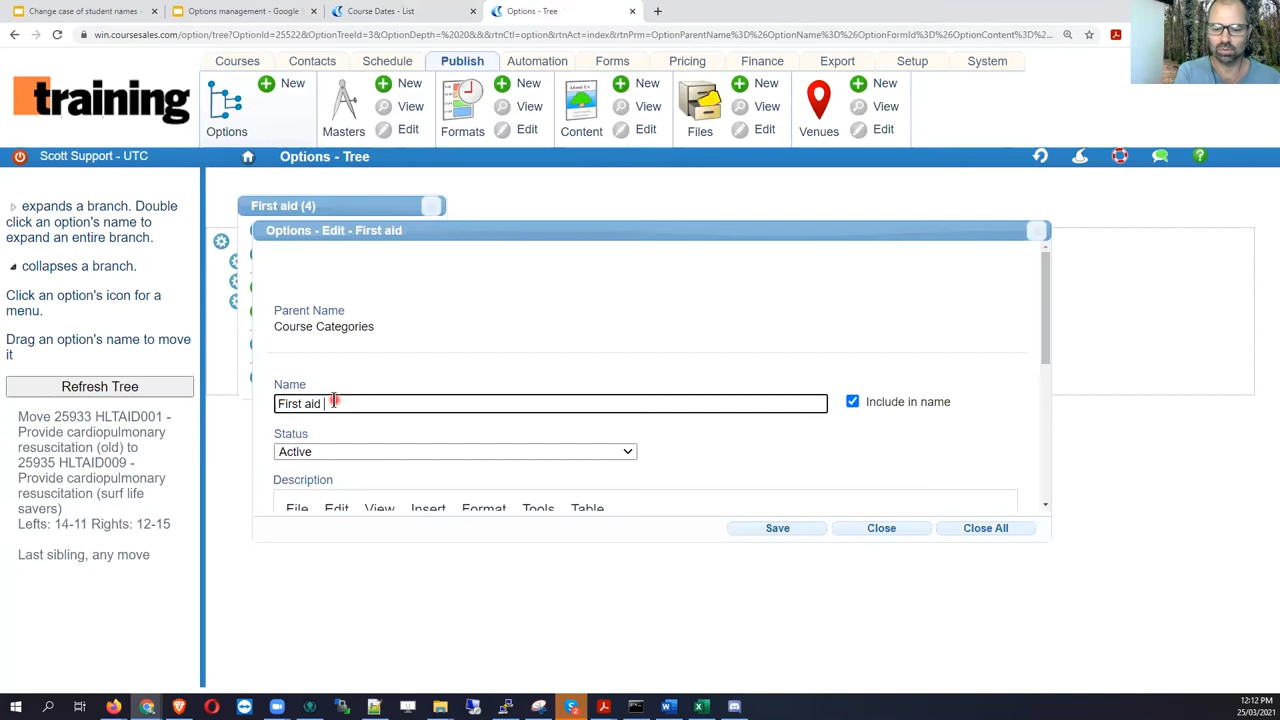 Change case of student names -
Options management - Google S
Course Dates - List
Options - Tree
win.coursesales.com/option/tree?OptionId=25522&OptionTreeId=3&OptionDepth=%2020&&&rtnCtl=option&rtnAct=index&rtnPrm=OptionParentName%3D%26OptionName%3D%26OptionFormId%3D%26OptionContent%3D%2...
Courses Contacts Schedule Publish Automation Forms Pricing Finance Setup System
training
New New New New New New
View View View View View
Options Masters Edit Formats Edit Content Edit Files Edit Venues Edit
Scott Support - UTC
Options - Tree
expands a branch. Double
click an option's name to
expand an entire branch.
collapses a branch.
Click an option's icon for a
menu.
Drag an option's name to move
it
Refresh Tree
Move 25933 HLTAID001 -
Provide cardiopulmonary
resuscitation (old) to
25935 HLTAID009 -
Provide cardiopulmonary
resuscitation (surf life
savers)
Lefts: 14-11 Rights: 12-15
Last sibling, any move
First aid (4)
Options - Edit - First aid
Parent Name
Course Categories
Name
First aid
Include in name
Status
Active
Description
File Edit View Insert Format Tools Table
Save Close Close All
12:12 PM
25/03/2021